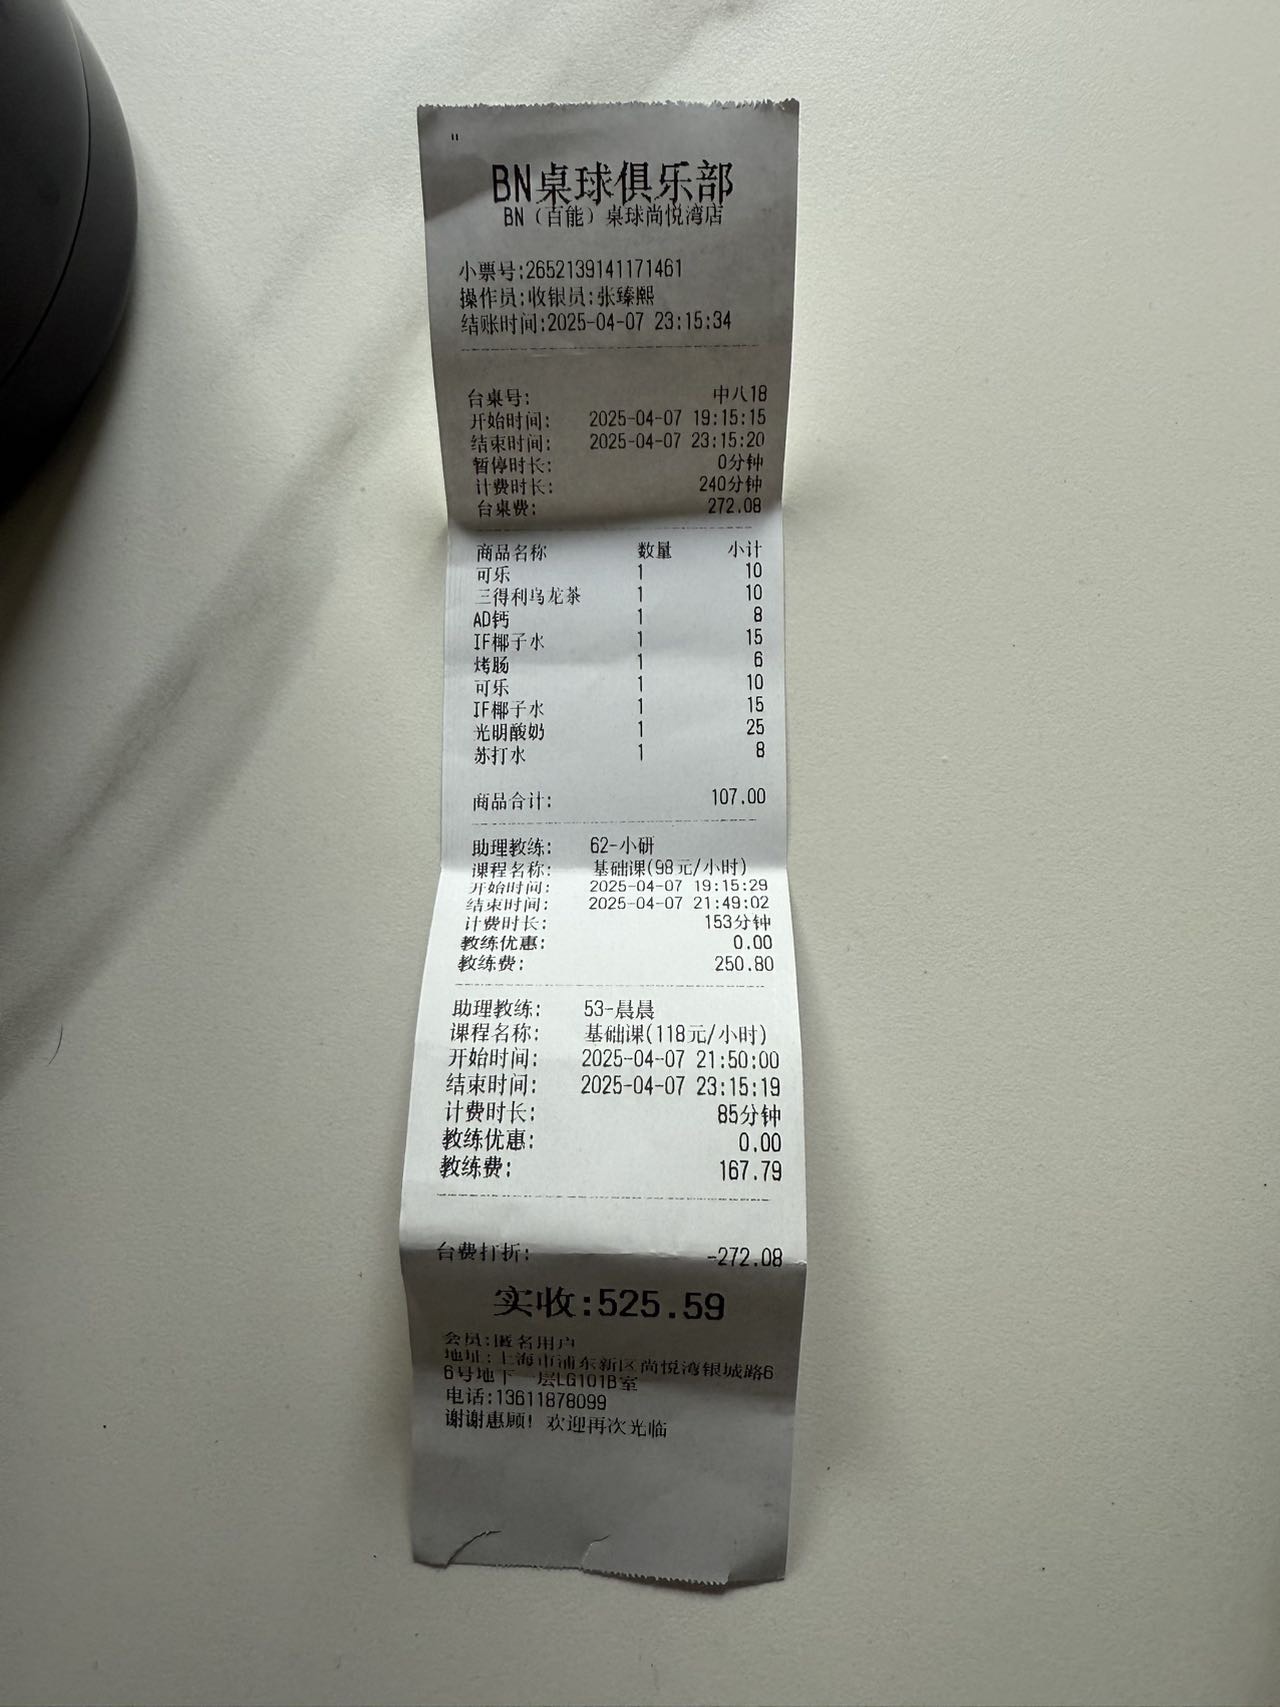 "
BN桌球俱乐部
BN（百能）桌球尚悦湾店
小票号:2652139141171461
操作员:收银员:张臻熙
结账时间:2025-04-07 23:15:34
台桌号: 中八18
开始时间: 2025-04-07 19:15:15
结束时间: 2025-04-07 23:15:20
暂停时长: 0分钟
计费时长: 240分钟
台桌费: 272.08
商品名称 数量 小计
可乐 1 10
三得利乌龙茶 1 10
AD钙 1 8
IF椰子水 1 15
烤肠 1 6
可乐 1 10
IF椰子水 1 15
光明酸奶 1 25
苏打水 1 8
商品合计: 107.00
助理教练: 62-小研
课程名称: 基础课(98元/小时)
开始时间: 2025-04-07 19:15:29
结束时间: 2025-04-07 21:49:02
计费时长: 153分钟
教练优惠: 0.00
教练费: 250.80
助理教练: 53-晨晨
课程名称: 基础课(118元/小时)
开始时间: 2025-04-07 21:50:00
结束时间: 2025-04-07 23:15:19
计费时长: 85分钟
教练优惠: 0.00
教练费: 167.79
台费打折: -272.08
实收:525.59
会员:匿名用户
地址:上海市浦东新区尚悦湾银城路6
6号地下一层LG101B室
电话:13611878099
谢谢惠顾! 欢迎再次光临